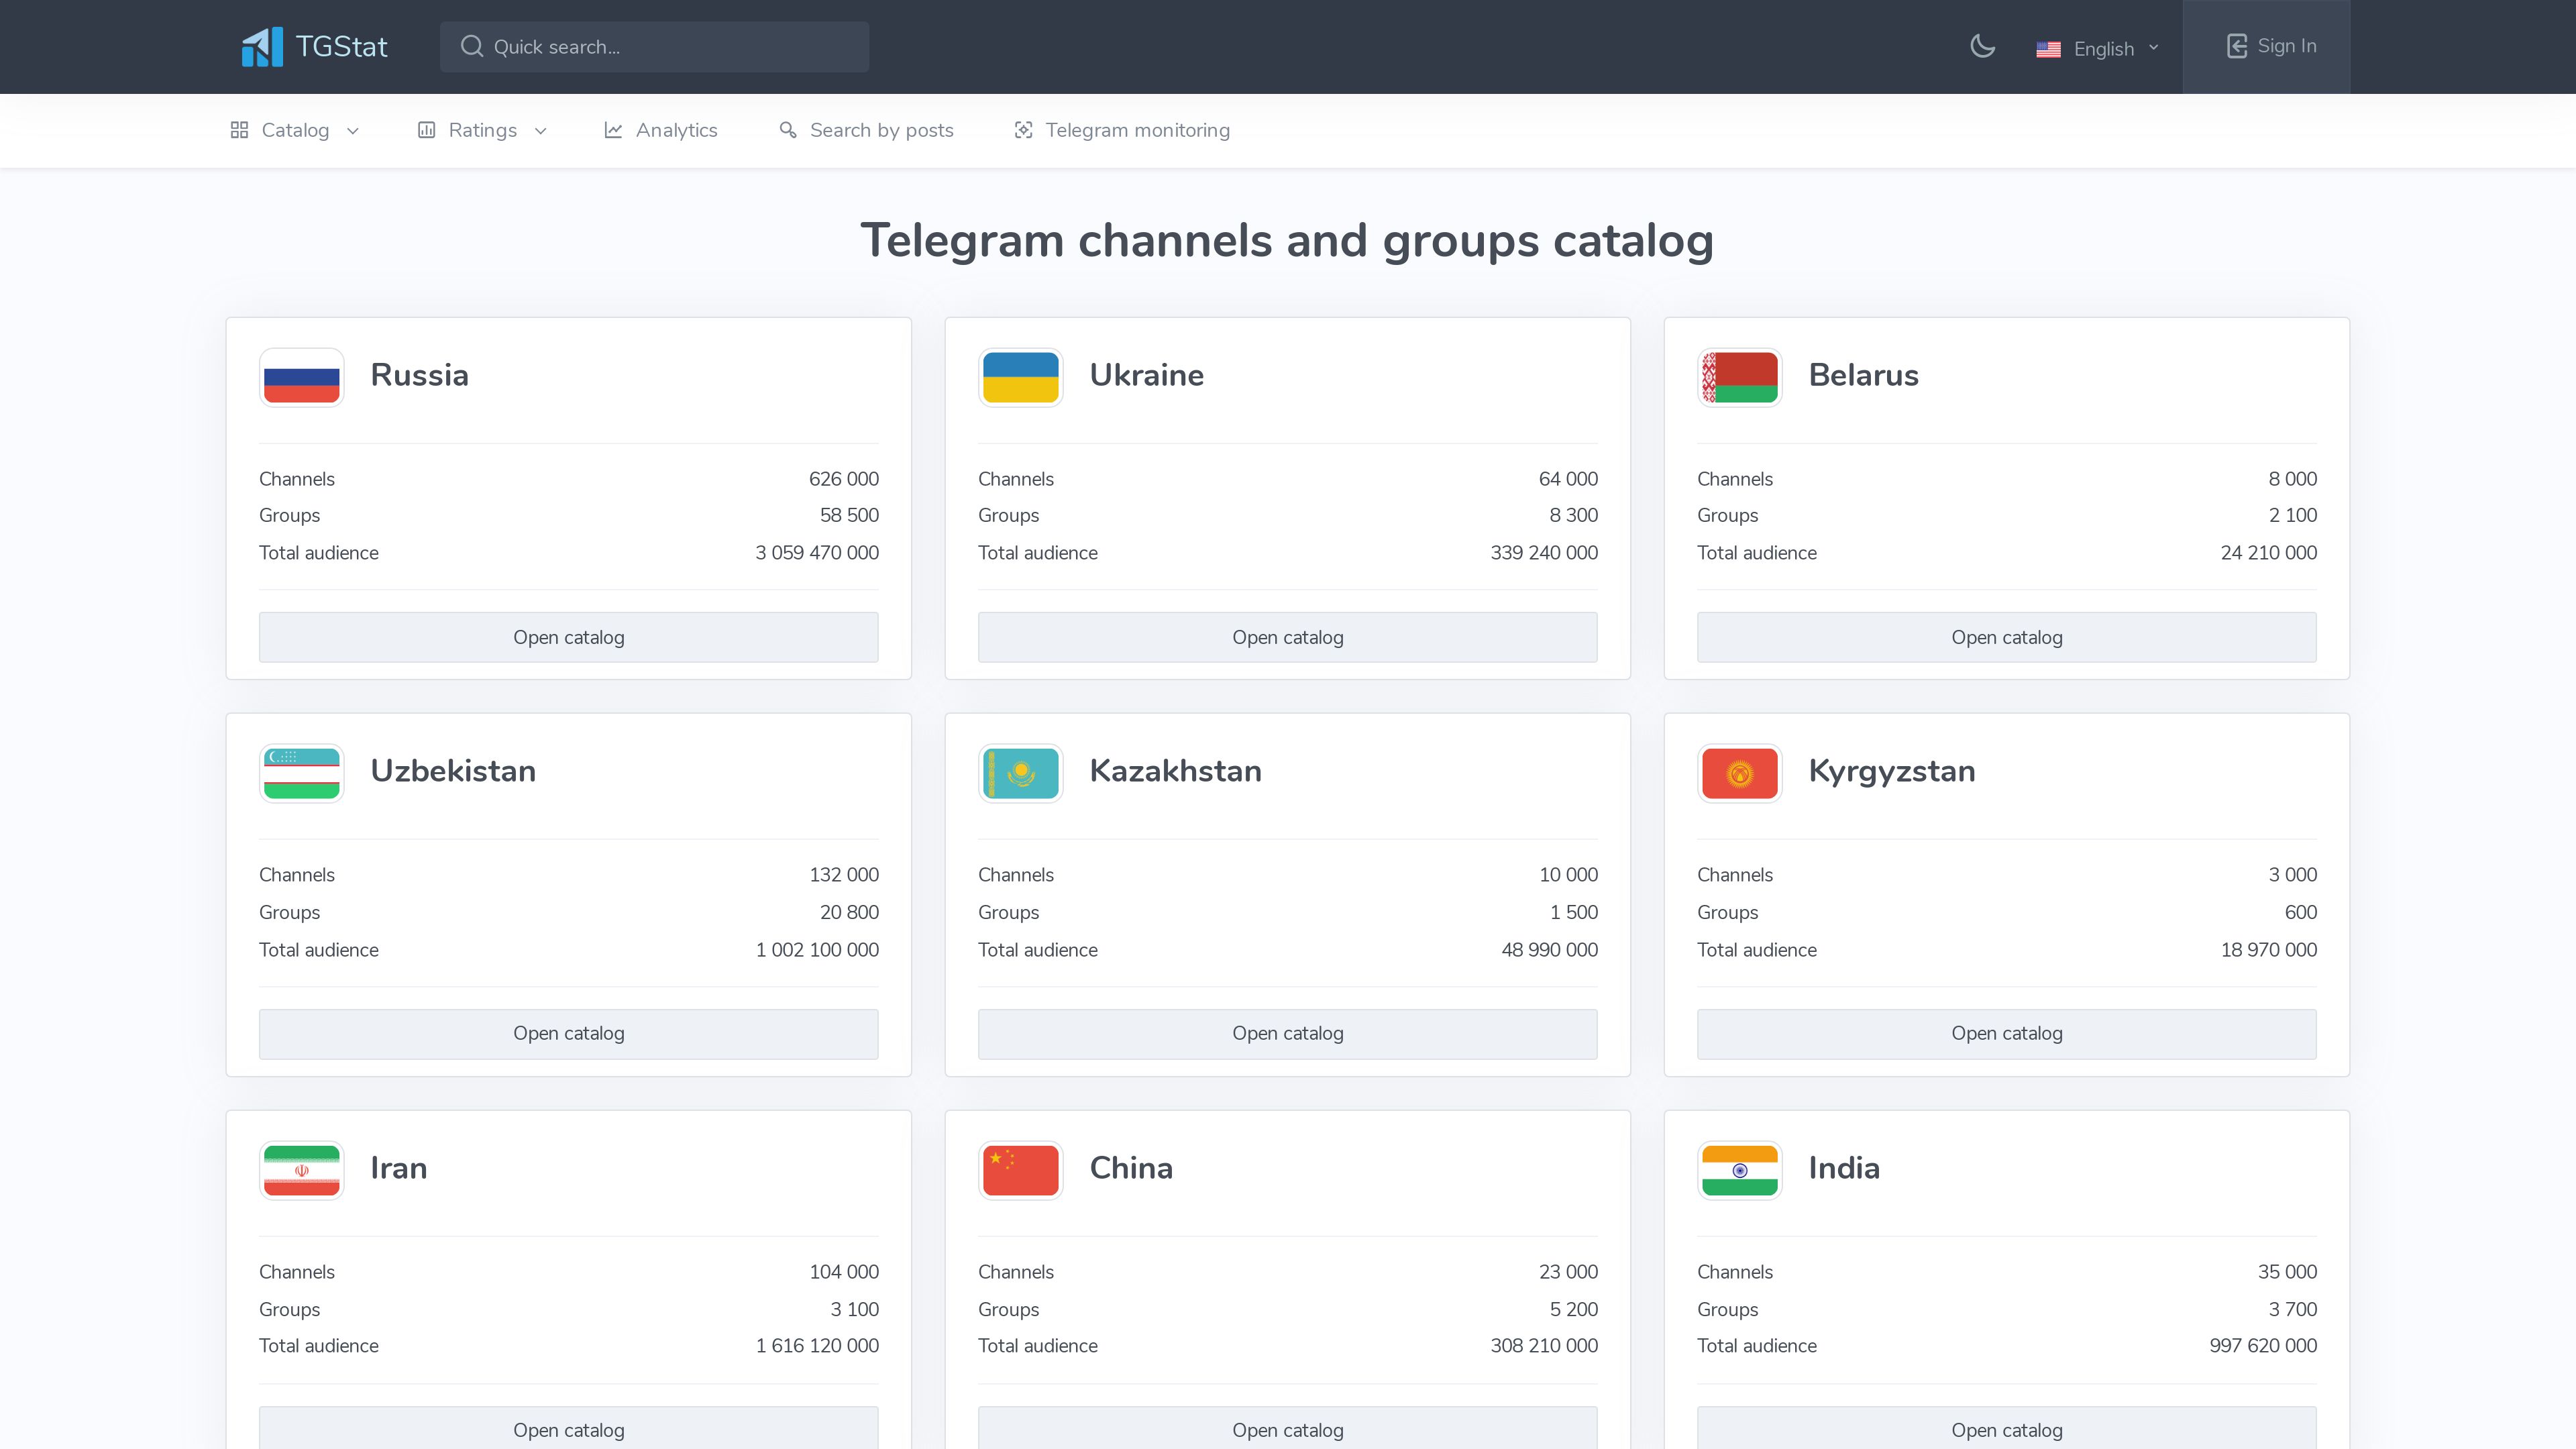 TGStat
Quick search...
English
Sign In
Catalog
Ratings
Analytics
Search by posts
Telegram monitoring
Telegram channels and groups catalog
Russia
Channels 626 000
Groups 58 500
Total audience 3 059 470 000
Open catalog
Ukraine
Channels 64 000
Groups 8 300
Total audience 339 240 000
Open catalog
Belarus
Channels 8 000
Groups 2 100
Total audience 24 210 000
Open catalog
Uzbekistan
Channels 132 000
Groups 20 800
Total audience 1 002 100 000
Open catalog
Kazakhstan
Channels 10 000
Groups 1 500
Total audience 48 990 000
Open catalog
Kyrgyzstan
Channels 3 000
Groups 600
Total audience 18 970 000
Open catalog
Iran
Channels 104 000
Groups 3 100
Total audience 1 616 120 000
Open catalog
China
Channels 23 000
Groups 5 200
Total audience 308 210 000
Open catalog
India
Channels 35 000
Groups 3 700
Total audience 997 620 000
Open catalog